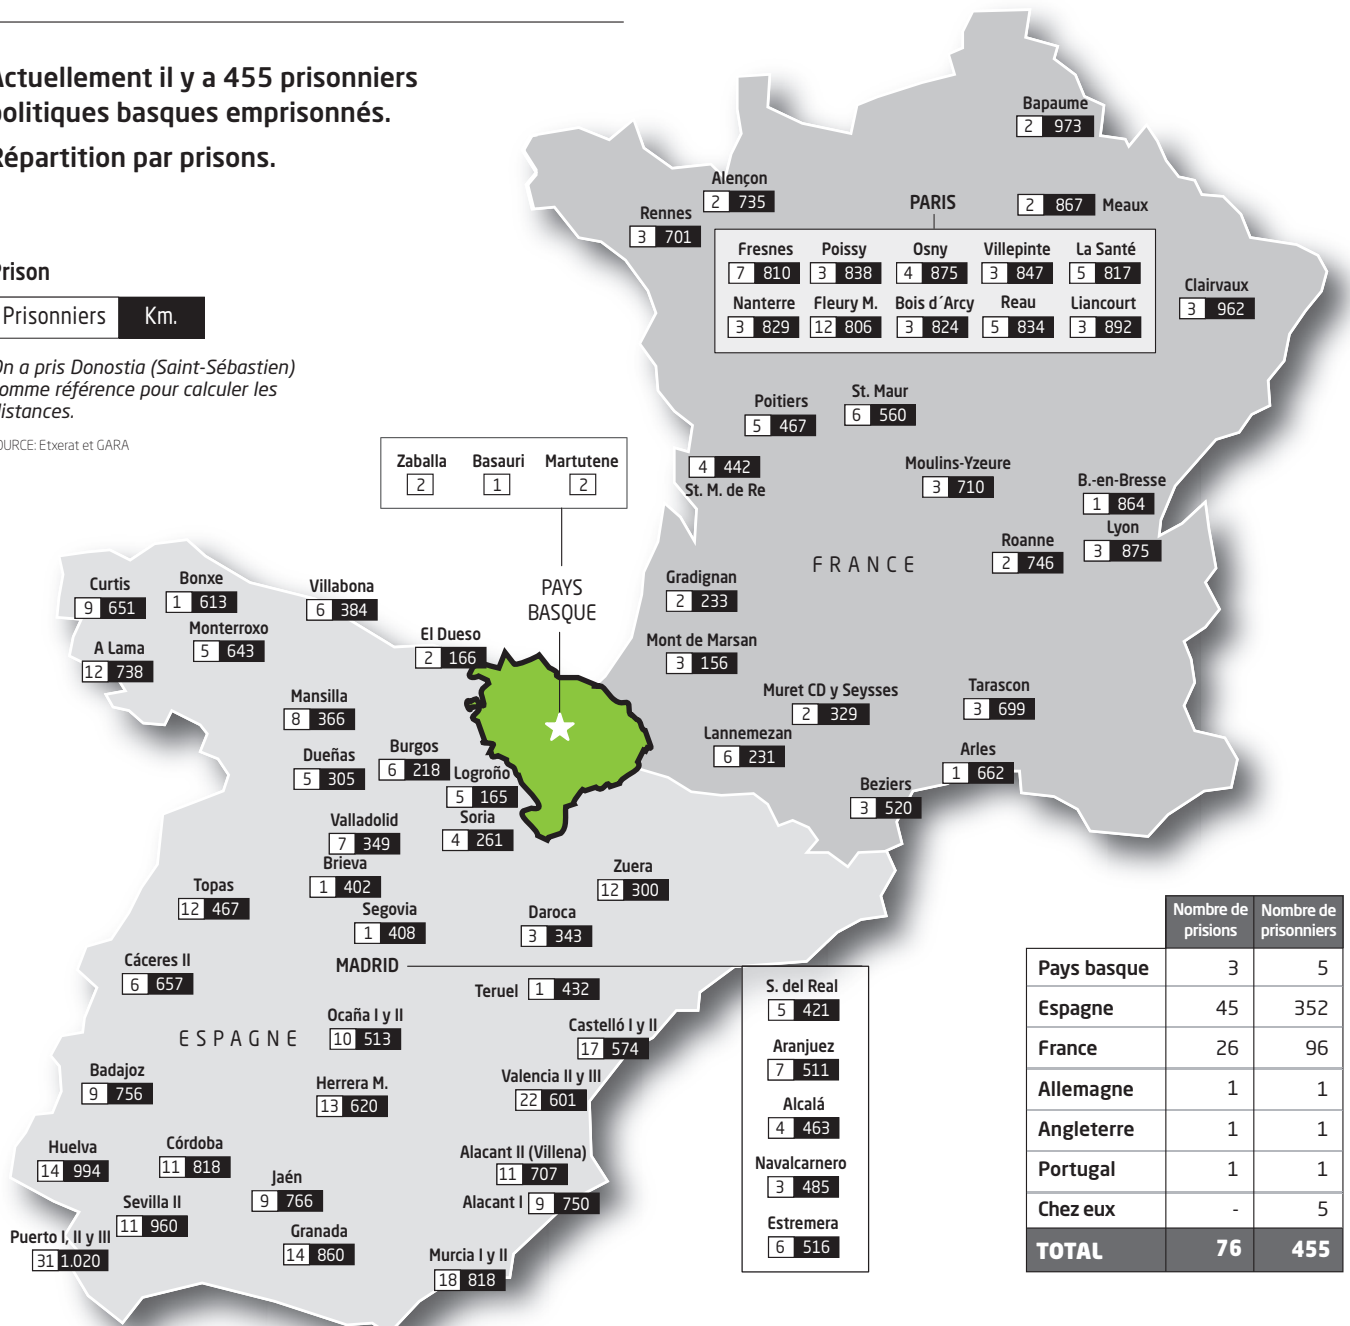 Actuellement il y a 455 prisonniers
politiques basques emprisonnés.
Répartition par prisons.
Prison
Prisonniers Km.
On a pris Donostia (Saint-Sébastien)
comme référence pour calculer les
distances.
SOURCE: Etxerat et GARA
Bapaume
2 973
Alençon
2 735
Rennes
3 701
2 867 Meaux
PARIS
Fresnes Poissy Osny Villepinte La Santé
7 810 3 838 4 875 3 847 5 817
Nanterre Fleury M. Bois d´Arcy Reau Liancourt
3 829 12 806 3 824 5 834 3 892
Clairvaux
3 962
Poitiers
5 467
St. Maur
6 560
4 442
St. M. de Re
Moulins-Yzeure
3 710
B.-en-Bresse
1 864
Lyon
3 875
Roanne
2 746
FRANCE
Gradignan
2 233
Mont de Marsan
3 156
Muret CD y Seysses
2 329
Tarascon
3 699
Lannemezan
6 231
Arles
1 662
Beziers
3 520
Zaballa Basauri Martutene
2 1 2
PAYS
BASQUE
Curtis
9 651
Bonxe
1 613
Villabona
6 384
Monterroxo
5 643
A Lama
12 738
El Dueso
2 166
Mansilla
8 366
Dueñas
5 305
Burgos
6 218
Logroño
5 165
Soria
4 261
Valladolid
7 349
Brieva
1 402
Zuera
12 300
Topas
12 467
Segovia
1 408
Daroca
3 343
MADRID
Cáceres II
6 657
Teruel 1 432
ESPAGNE
Ocaña I y II
10 513
Castelló I y II
17 574
Badajoz
9 756
Herrera M.
13 620
Valencia II y III
22 601
Huelva
14 994
Córdoba
11 818
Alacant II (Villena)
11 707
Jaén
9 766
Alacant I 9 750
Sevilla II
11 960
Puerto I, II y III
31 1.020
Granada
14 860
Murcia I y II
18 818
S. del Real
5 421
Aranjuez
7 511
Alcalá
4 463
Navalcarnero
3 485
Estremera
6 516
Nombre de prisions Nombre de prisonniers
Pays basque 3 5
Espagne 45 352
France 26 96
Allemagne 1 1
Angleterre 1 1
Portugal 1 1
Chez eux - 5
TOTAL 76 455